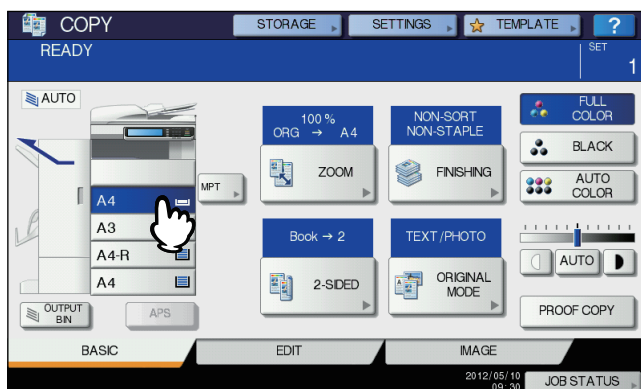 COPY
STORAGE
SETTINGS
TEMPLATE
?
READY
SET
1
AUTO
100 %
ORG → A4
NON-SORT
NON-STAPLE
FULL
COLOR
ZOOM
FINISHING
BLACK
MPT
AUTO
COLOR
A4
A3
A4-R
A4
Book → 2
TEXT/PHOTO
2-SIDED
ORIGINAL
MODE
AUTO
OUTPUT
BIN
APS
PROOF COPY
BASIC
EDIT
IMAGE
2012/05/10
09:30
JOB STATUS